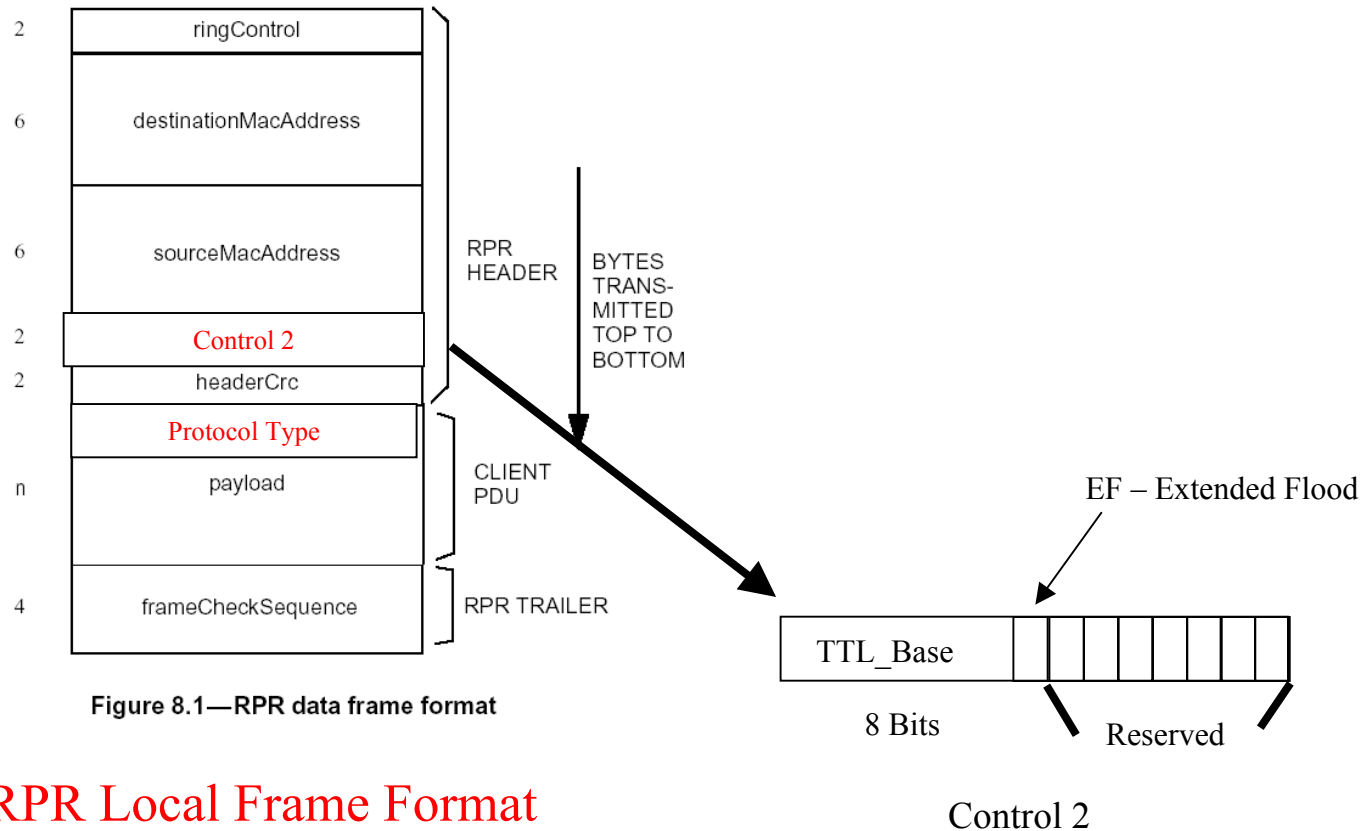 2 ringControl
6 destinationMacAddress
6 sourceMacAddress
2 Control 2
2 headerCrc
Protocol Type
n payload
4 frameCheckSequence
RPR
HEADER
BYTES
TRANS-
MITTED
TOP TO
BOTTOM
CLIENT
PDU
RPR TRAILER
Figure 8.1—RPR data frame format
EF – Extended Flood
TTL_Base
8 Bits
Reserved
Control 2
RPR Local Frame Format